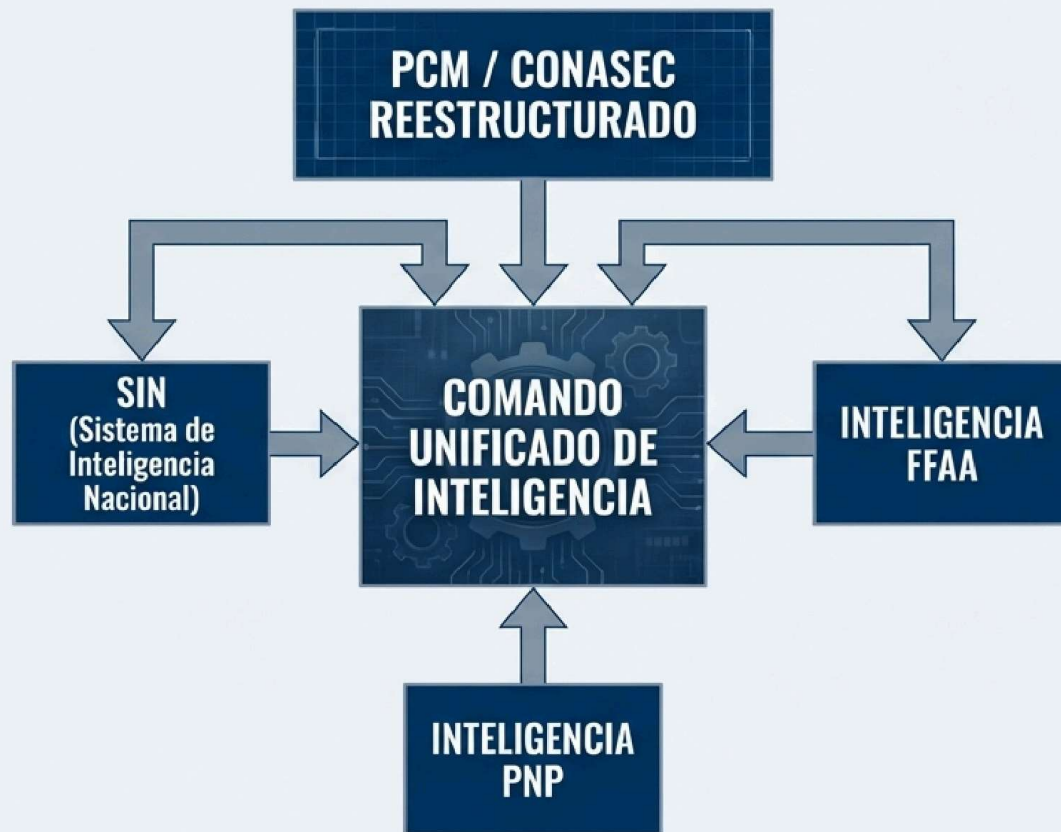 PCM / CONASEC
REESTRUCTURADO
SIN
(Sistema de
Inteligencia
Nacional)
COMANDO
UNIFICADO DE
INTELIGENCIA
INTELIGENCIA
FFAA
INTELIGENCIA
PNP